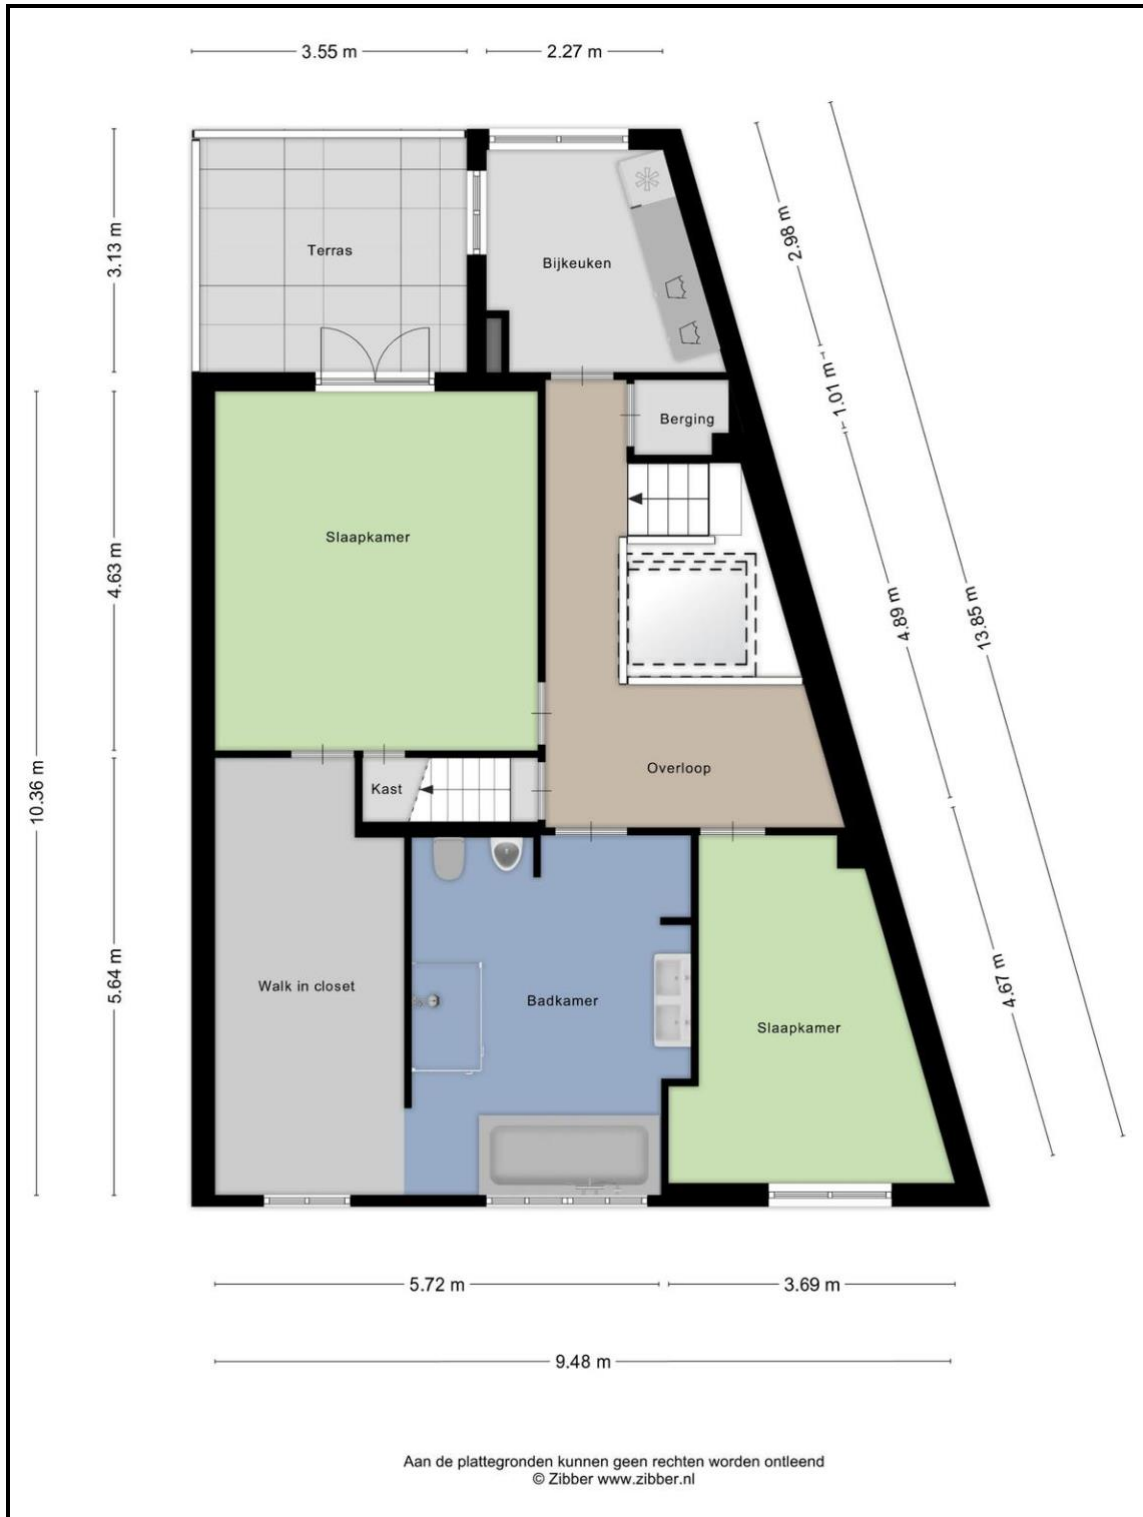 3.55 m
2.27 m
3.13 m
2.98 m
Terras
Bijkeuken
1.01 m
Berging
4.63 m
Slaapkamer
4.89 m
13.85 m
10.36 m
Overloop
Kast
5.64 m
Walk in closet
Badkamer
4.67 m
Slaapkamer
5.72 m
3.69 m
9.48 m
Aan de plattegronden kunnen geen rechten worden ontleend
© Zibber www.zibber.nl